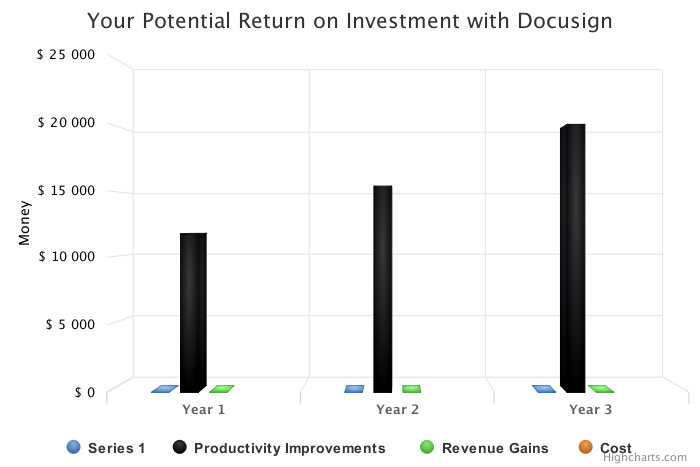 Your Potential Return on Investment with Docusign
$ 25 000
$ 20 000
$ 15 000
$ 10 000
$ 5 000
$ 0
Money
Year 1 Year 2 Year 3
Series 1 Productivity Improvements Revenue Gains Cost
Highcharts.com